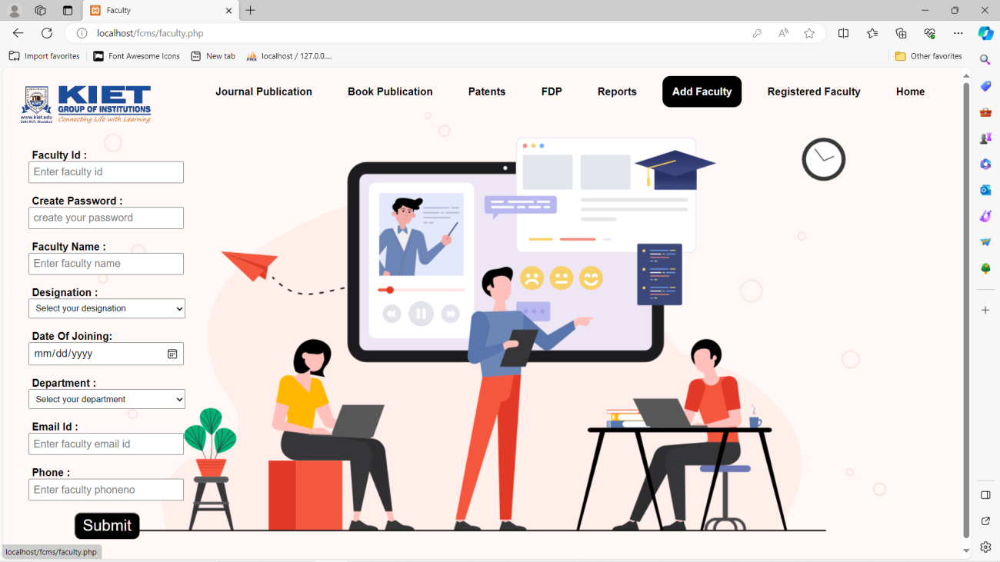 Faculty
localhost/fcms/faculty.php
Import favorites
Font Awesome Icons
New tab
localhost / 127.0.0....
Other favorites
KIET
GROUP OF INSTITUTIONS
Connecting Life with Learning
www.kiet.edu
Journal Publication
Book Publication
Patents
FDP
Reports
Add Faculty
Registered Faculty
Home
Faculty Id :
Enter faculty id
Create Password :
create your password
Faculty Name :
Enter faculty name
Designation :
Select your designation
Date Of Joining:
mm/dd/yyyy
Department :
Select your department
Email Id :
Enter faculty email id
Phone :
Enter faculty phoneno
Submit
localhost/fcms/faculty.php